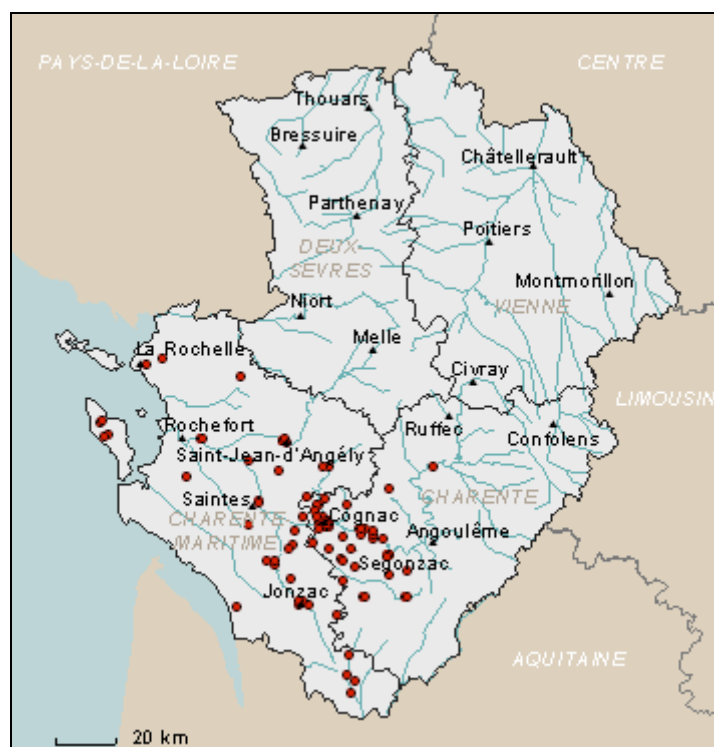 PAYS-DE-LA-LOIRE
CENTRE
Thouars
Bressuire
Châtellerault
Parthenay
Poitiers
DEUX-
SEVRES
Montmorillon
VIENNE
Niort
La Rochelle
Melle
Civray
LIMOUSIN
Rochefort
Ruffec
Confolens
Saint-Jean-d'Angély
Saintes
CHARENTE
CHARENTE
MARITIME
Cognac
Angoulême
Segonzac
Jonzac
AQUITAINE
20 km